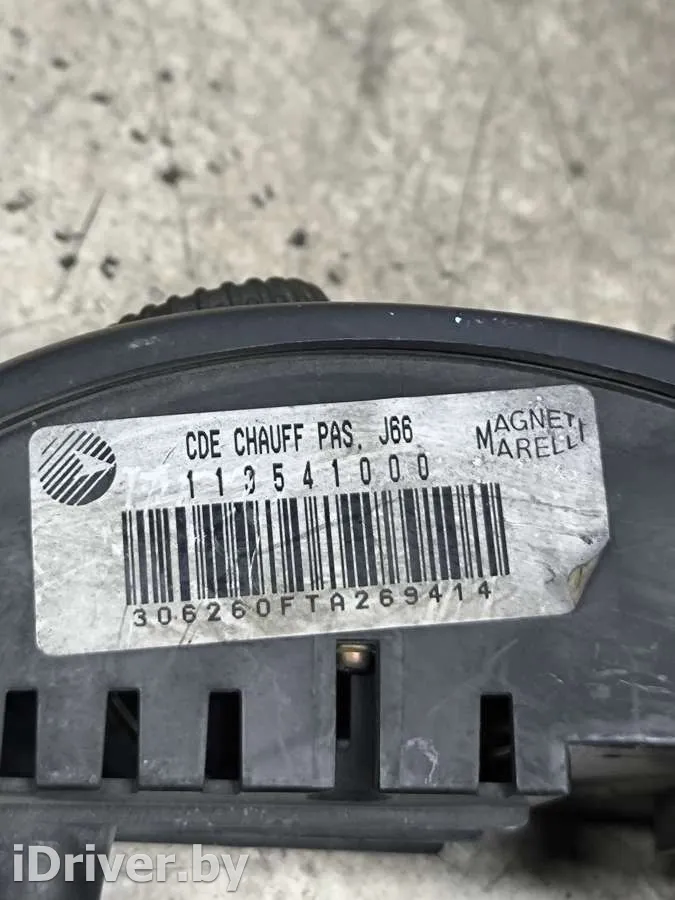 CDE CHAUFF PAS. J66
MAGNETI
MARELLI
113541000
306260FTA269414
iDriver.by